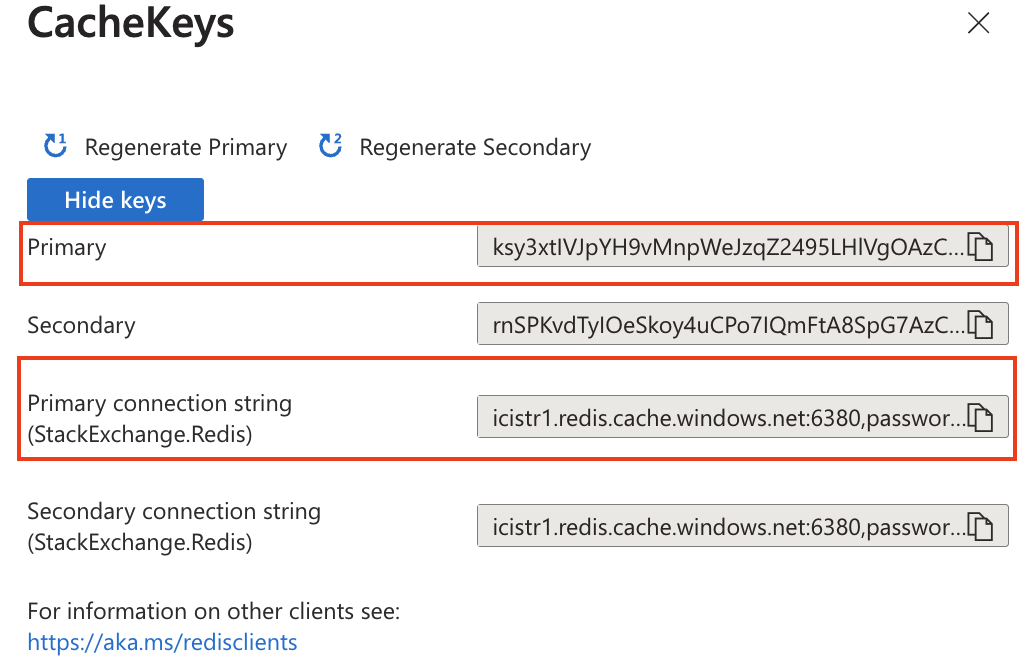 CacheKeys
1 Regenerate Primary 2 Regenerate Secondary
Hide keys
Primary ksy3xtIVJpYH9vMnpWeJzqZ2495LHlVgOAzC...
Secondary rnSPKvdTyIOeSkoy4uCPo7IQmFtA8SpG7AzC...
Primary connection string
(StackExchange.Redis)
icistr1.redis.cache.windows.net:6380,passwor...
Secondary connection string
(StackExchange.Redis)
icistr1.redis.cache.windows.net:6380,passwor...
For information on other clients see:
https://aka.ms/redisclients